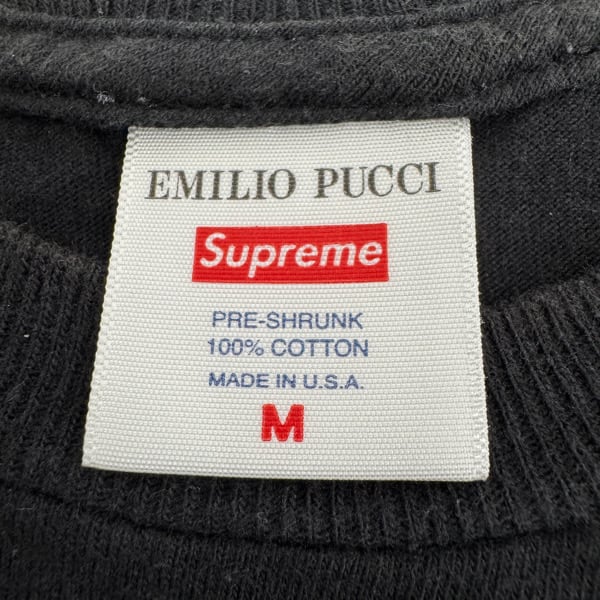 EMILIO PUCCI
Supreme
PRE-SHRUNK
100% COTTON
MADE IN U.S.A.
M